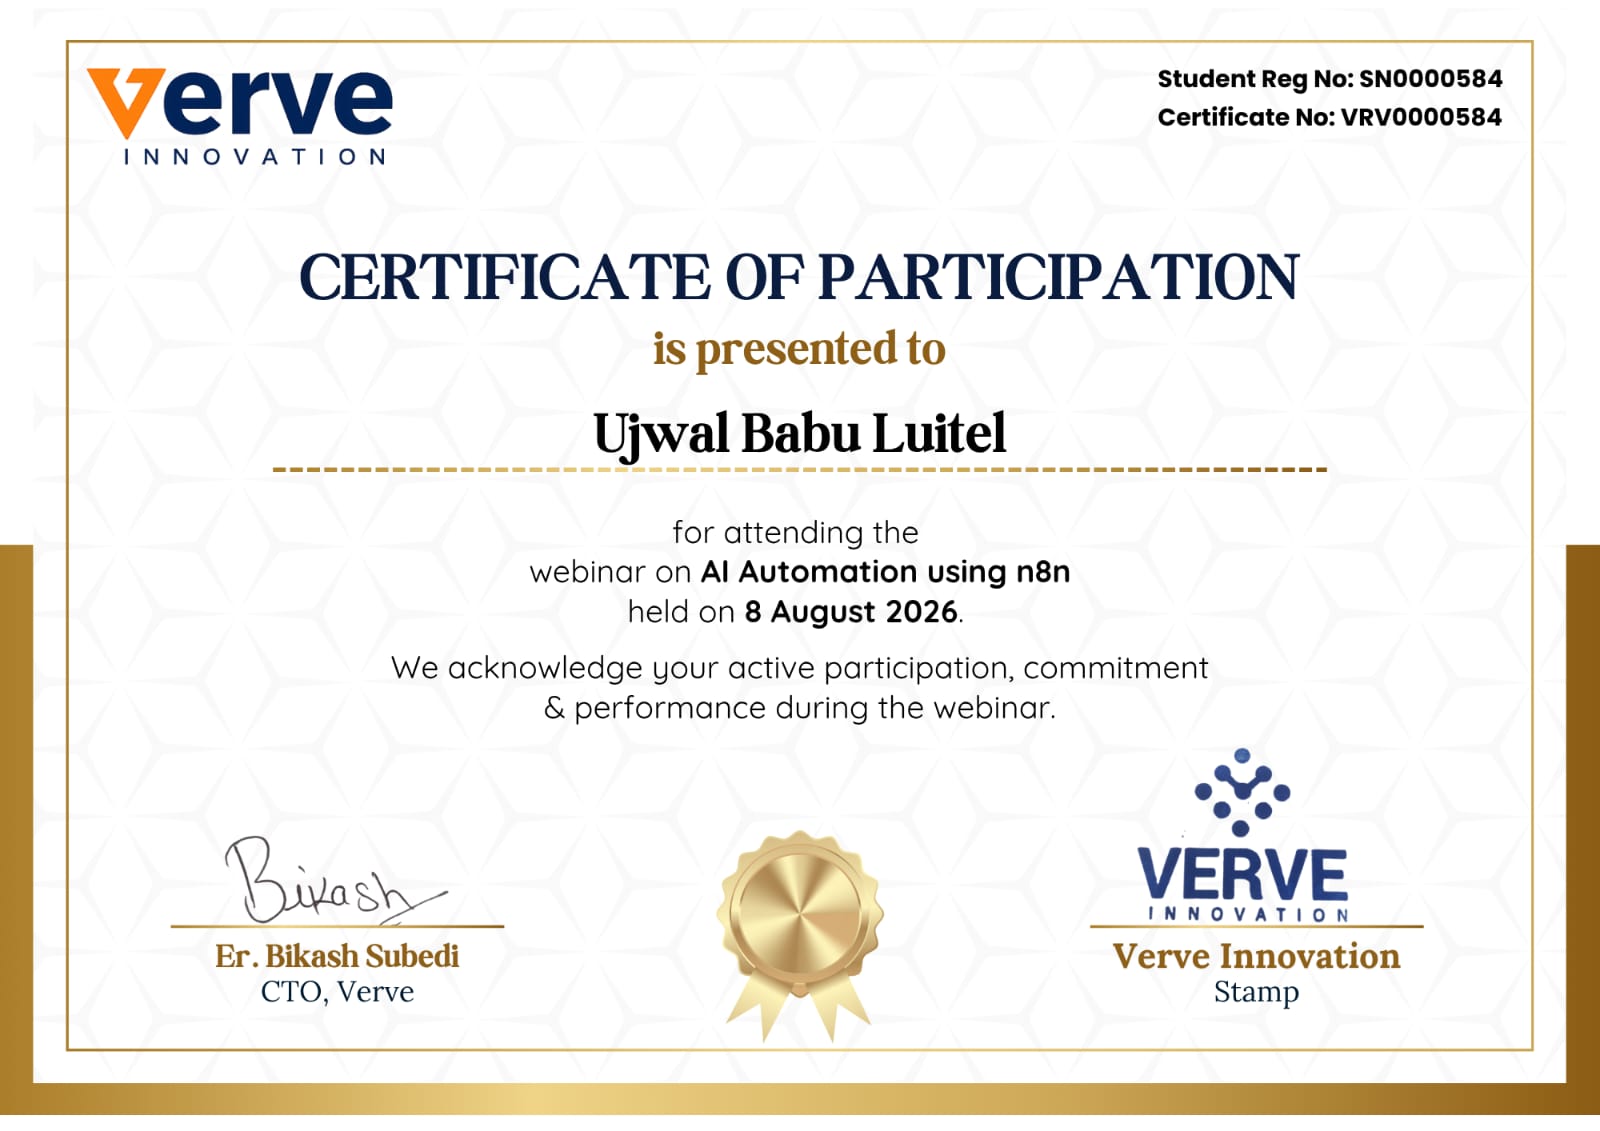 Verve
INNOVATION
Student Reg No: SN0000584
Certificate No: VRV0000584
CERTIFICATE OF PARTICIPATION
is presented to
Ujwal Babu Luitel
for attending the
webinar on AI Automation using n8n
held on 8 August 2026.
We acknowledge your active participation, commitment
& performance during the webinar.
Bikash
Er. Bikash Subedi
CTO, Verve
VERVE
INNOVATION
Verve Innovation
Stamp